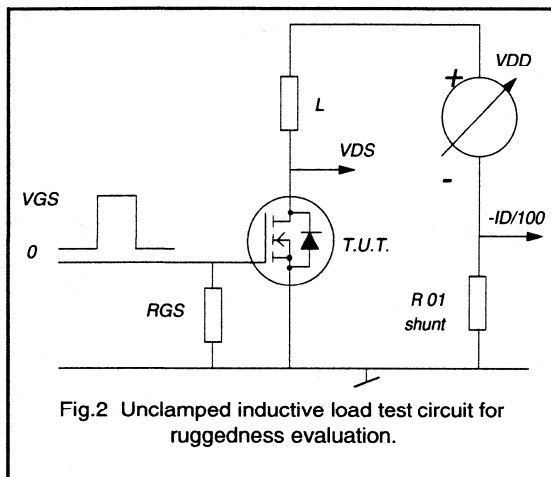 VDD
+
L
VDS
-
VGS
-ID/100
0
T.U.T.
RGS
R 01
shunt
Fig.2 Unclamped inductive load test circuit for
ruggedness evaluation.